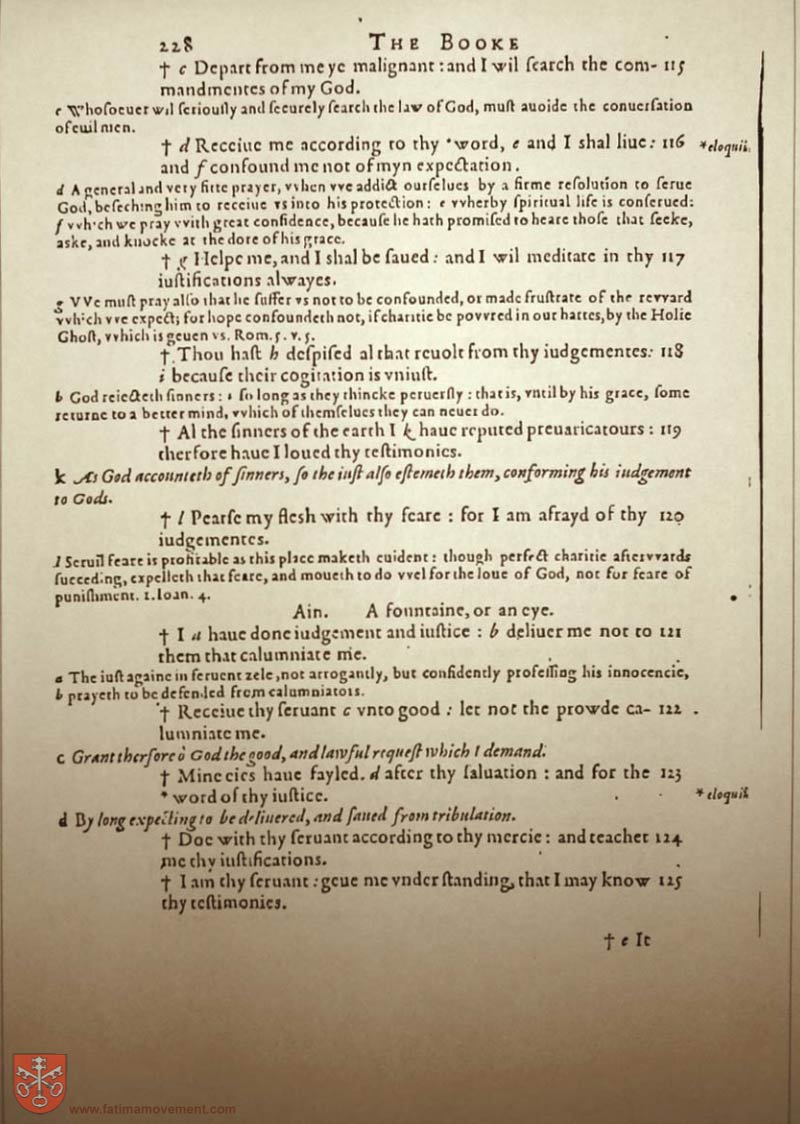 228 THE BOOKE
† c Depart from me ye malignant : and I wil ſearch the com- 115
mandmentes of my God.
c Whoſoeuer wil ſeriouſly and ſecurely ſearch the law of God, muſt auoide the conuerſation
of euil men.
† d Receiue me according to thy *word, e and I shal liue : 116 *eloquiū.
and f confound me not of myn expectation.
d A general and very fitte prayer, vvhen vve addict ourſelues by a firme reſolution to ſerue
God, beſeching him to receiue vs into his protection : e vvherby ſpiritual life is conſerued:
f vvhich we pray vvith great confidence, becauſe he hath promiſed to heare thoſe that ſeeke,
aske, and knocke at the dore of his grace.
† g Helpe me, and I shal be ſaued : and I wil meditate in thy 117
iuſtifications alwayes.
g VVe muſt pray alſo that he ſuffer vs not to be confounded, or made fruſtrate of the revvard
vvhich vve expect; for hope confoundeth not, if charitie be povvred in our hartes, by the Holie
Ghoſt, vvhich is geuen vs. Rom. 5. v. 5.
† Thou haſt h deſpiſed al that reuolt from thy iudgementes: 118
i becauſe their cogitation is vniuſt.
h God reiecteth ſinners : i ſo long as they thincke peruerſly : that is, vntil by his grace, ſome
returne to a better mind, vvhich of themſelues they can neuer do.
† Al the ſinners of the earth I k haue reputed preuaricatours : 119
therfore haue I loued thy teſtimonies.
k As God accounteth of ſinners, ſo the iuſt alſo eſtemeth them, conforming his iudgement
to Gods.
† l Pearſe my fleſh with thy feare : for I am afrayd of thy 120
iudgementes.
l Seruil feare is profitable as this place maketh euident : though perfect charitie aftervvards
ſucceding, expelleth that feare, and moueth to do vvel for the loue of God, not for feare of
puniſhment. 1. Ioan. 4.
Ain. A fountaine, or an eye.
† I a haue done iudgement and iuſtice : b deliuer me not to 121
them that calumniate me.
a The iuſt againe in feruent zele, not arrogantly, but confidently profeſſing his innocencie,
b prayeth to be defended from calumniators.
† Receiue thy ſeruant c vnto good : let not the prowde ca- 122
lumniate me.
c Grant therfore ò God the good, and lawful requeſt which I demand.
† Mine eies haue fayled. d after thy ſaluation : and for the 123
* word of thy iuſtice. * eloquiū
d By long expecting to be deliuered, and ſaued from tribulation.
† Doe with thy ſeruant according to thy mercie : and teache 124
me thy iuſtifications.
† I am thy ſeruant : geue me vnderſtanding, that I may know 125
thy teſtimonies.
† e It
www.fatimamovement.com